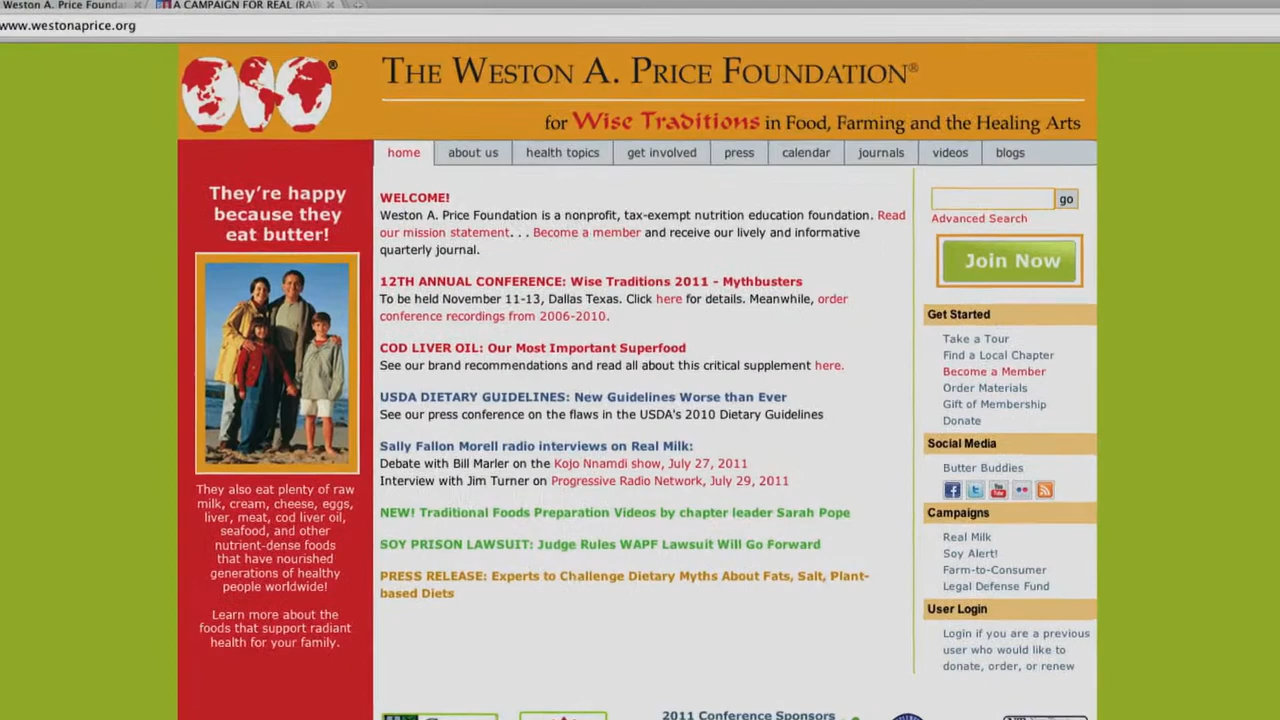 Weston A. Price Founda
A CAMPAIGN FOR REAL (RAW
www.westonaprice.org
THE WESTON A. PRICE FOUNDATION®
for Wise Traditions in Food, Farming and the Healing Arts
home about us health topics get involved press calendar journals videos blogs
They're happy
because they
eat butter!
They also eat plenty of raw
milk, cream, cheese, eggs,
liver, meat, cod liver oil,
seafood, and other
nutrient-dense foods
that have nourished
generations of healthy
people worldwide!
Learn more about the
foods that support radiant
health for your family.
WELCOME!
Weston A. Price Foundation is a nonprofit, tax-exempt nutrition education foundation. Read
our mission statement. . . Become a member and receive our lively and informative
quarterly journal.
12TH ANNUAL CONFERENCE: Wise Traditions 2011 - Mythbusters
To be held November 11-13, Dallas Texas. Click here for details. Meanwhile, order
conference recordings from 2006-2010.
COD LIVER OIL: Our Most Important Superfood
See our brand recommendations and read all about this critical supplement here.
USDA DIETARY GUIDELINES: New Guidelines Worse than Ever
See our press conference on the flaws in the USDA's 2010 Dietary Guidelines
Sally Fallon Morell radio interviews on Real Milk:
Debate with Bill Marler on the Kojo Nnamdi show, July 27, 2011
Interview with Jim Turner on Progressive Radio Network, July 29, 2011
NEW! Traditional Foods Preparation Videos by chapter leader Sarah Pope
SOY PRISON LAWSUIT: Judge Rules WAPF Lawsuit Will Go Forward
PRESS RELEASE: Experts to Challenge Dietary Myths About Fats, Salt, Plant-
based Diets
2011 Conference Sponsors
go
Advanced Search
Join Now
Get Started
Take a Tour
Find a Local Chapter
Become a Member
Order Materials
Gift of Membership
Donate
Social Media
Butter Buddies
Campaigns
Real Milk
Soy Alert!
Farm-to-Consumer
Legal Defense Fund
User Login
Login if you are a previous
user who would like to
donate, order, or renew